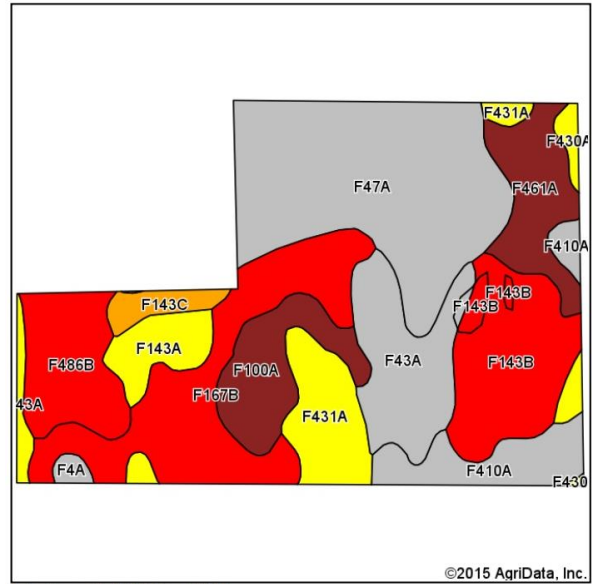 F431A
F430A
F47A
F461A
F410A
F143B
F143B
F143C
F143A
F43A
F486B
F100A
F143B
43A
F167B
F431A
F4A
F410A
F430
©2015 AgriData, Inc.